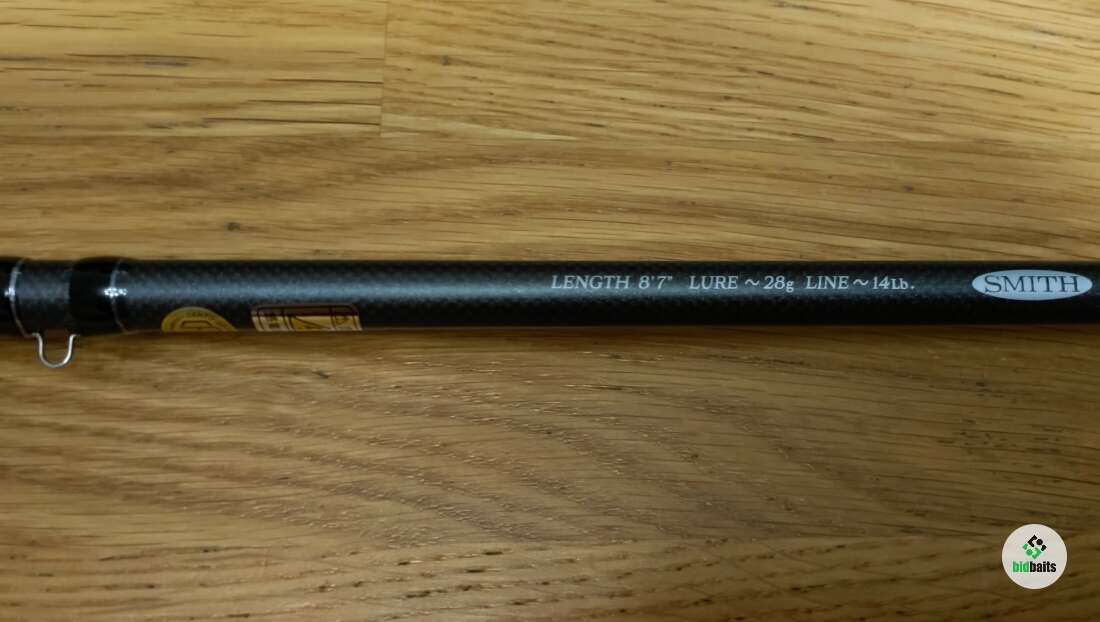 LENGTH 8'7" LURE ~28g LINE ~14Lb. SMITH
bidbaits